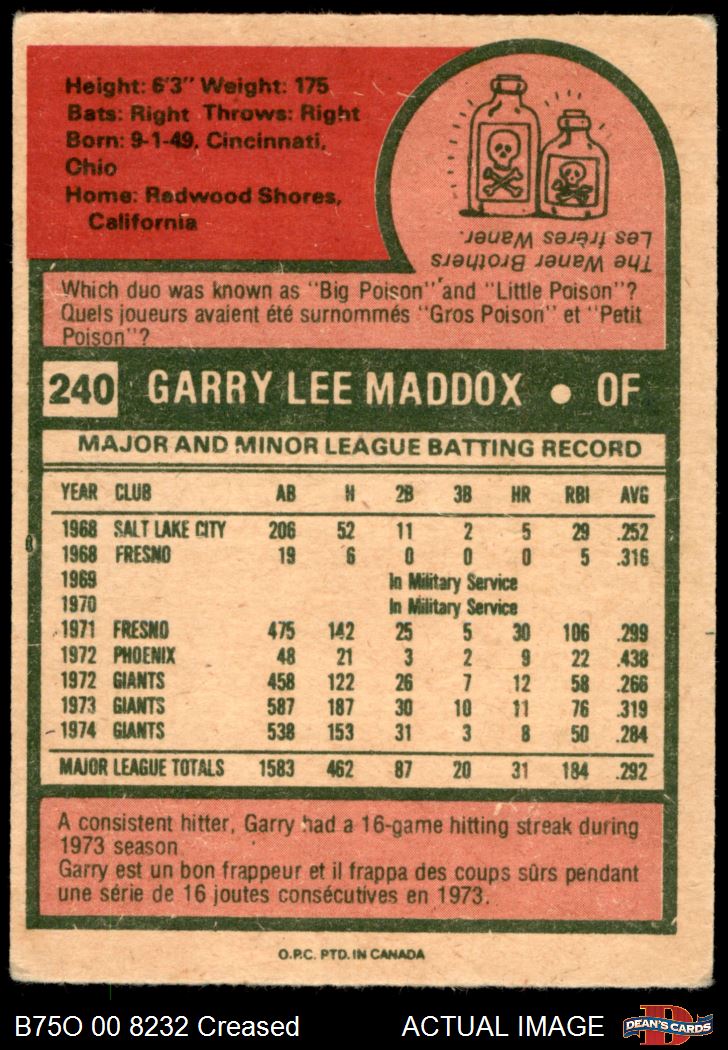 Height: 6'3" Weight: 175
Bats: Right Throws: Right
Born: 9-1-49, Cincinnati,
Ohio
Home: Redwood Shores,
California
The Waner Brothers
Les frères Waner.
Which duo was known as "Big Poison" and "Little Poison"?
Quels joueurs avaient été surnommés "Gros Poison" et "Petit
Poison"?
240 GARRY LEE MADDOX • OF
MAJOR AND MINOR LEAGUE BATTING RECORD
YEAR CLUB AB H 2B 3B HR RBI AVG
1968 SALT LAKE CITY 206 52 11 2 5 29 .252
1968 FRESNO 19 6 0 0 0 5 .316
1969 In Military Service
1970 In Military Service
1971 FRESNO 475 142 25 5 30 106 .299
1972 PHOENIX 48 21 3 2 9 22 .438
1972 GIANTS 458 122 26 7 12 58 .266
1973 GIANTS 587 187 30 10 11 76 .319
1974 GIANTS 538 153 31 3 8 50 .284
MAJOR LEAGUE TOTALS 1583 462 87 20 31 184 .292
A consistent hitter, Garry had a 16-game hitting streak during
1973 season.
Garry est un bon frappeur et il frappa des coups sûrs pendant
une série de 16 joutes consécutives en 1973.
O.P.C. PTD. IN CANADA
B75O 00 8232 Creased ACTUAL IMAGE
D
DEAN'S CARDS